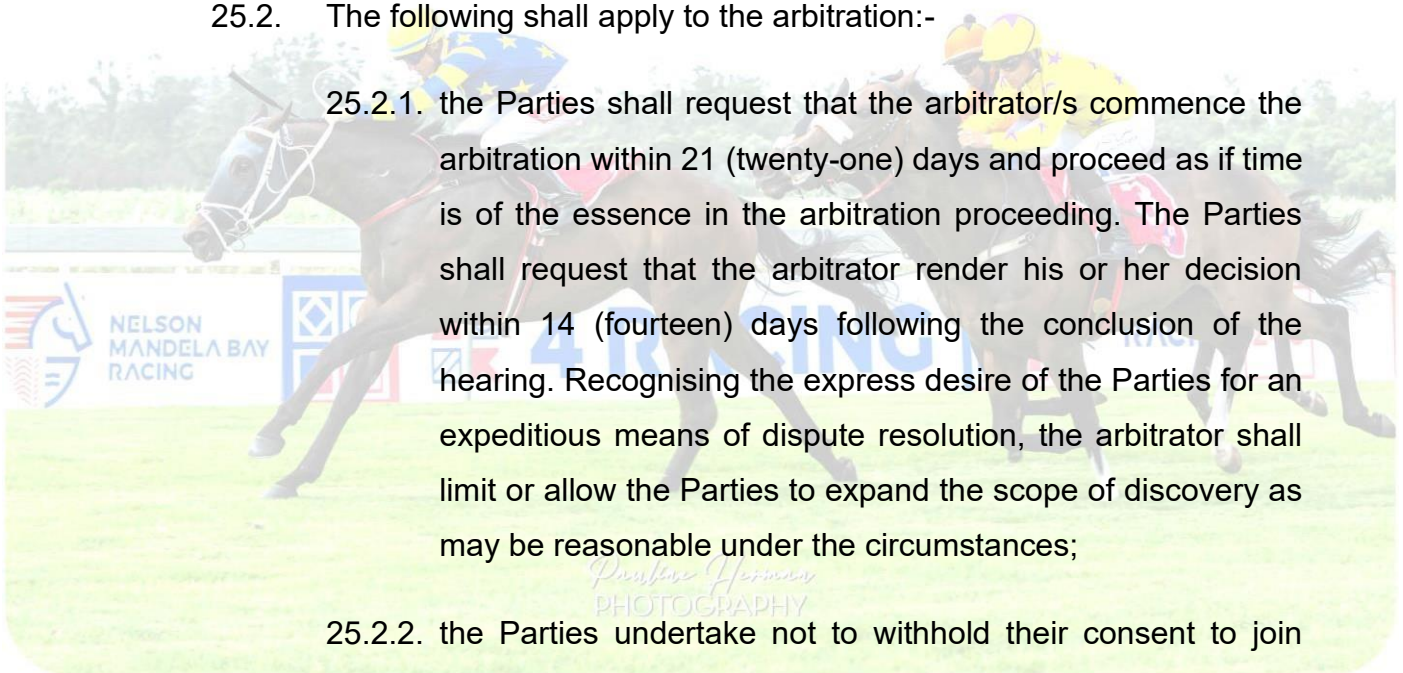 25.2. The following shall apply to the arbitration:-
25.2.1. the Parties shall request that the arbitrator/s commence the
arbitration within 21 (twenty-one) days and proceed as if time
is of the essence in the arbitration proceeding. The Parties
shall request that the arbitrator render his or her decision
within 14 (fourteen) days following the conclusion of the
hearing. Recognising the express desire of the Parties for an
expeditious means of dispute resolution, the arbitrator shall
limit or allow the Parties to expand the scope of discovery as
may be reasonable under the circumstances;
25.2.2. the Parties undertake not to withhold their consent to join
NELSON
MANDELA BAY
RACING
4 RACING
Pauline Herman
PHOTOGRAPHY